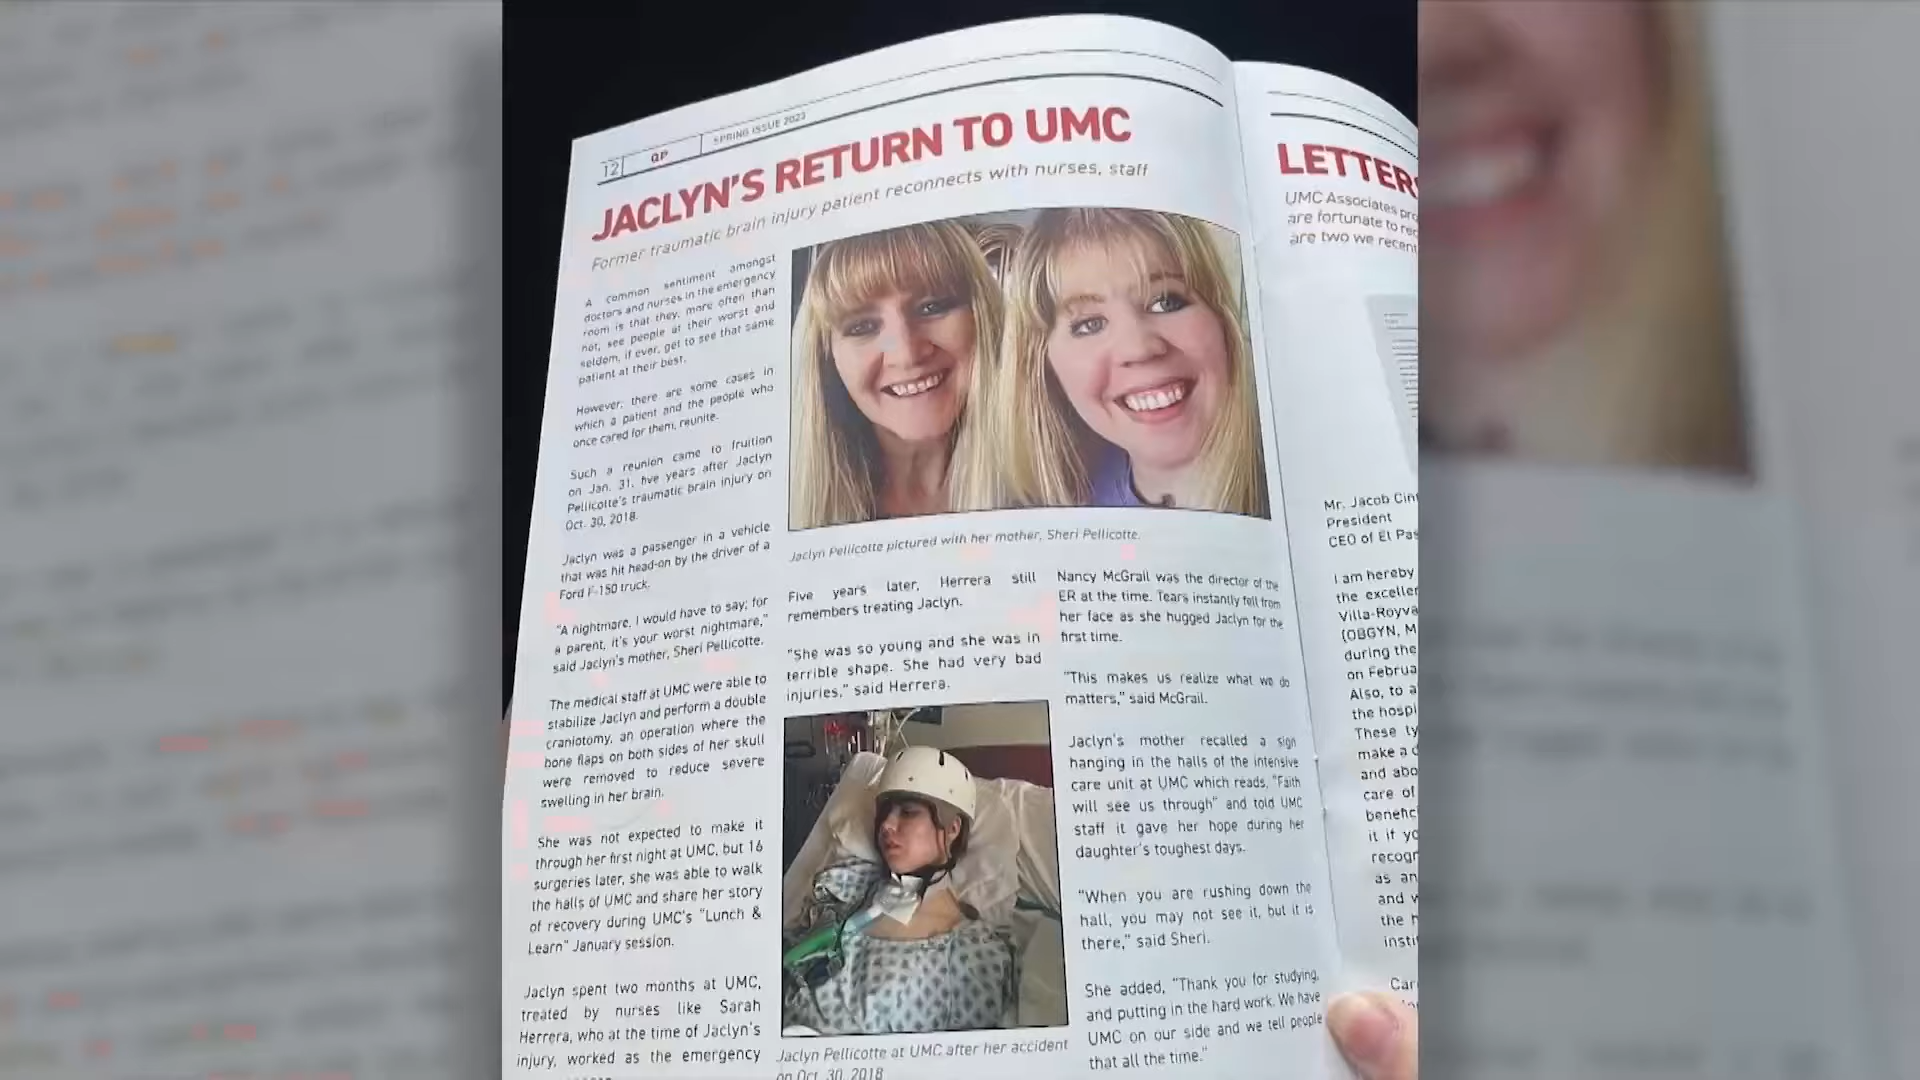 12 QP SPRING ISSUE 2023
JACLYN'S RETURN TO UMC
Former traumatic brain injury patient reconnects with nurses, staff
A common sentiment amongst
doctors and nurses in the emergency
room is that they, more often than
not, see people at their worst and
seldom, if ever, get to see that same
patient at their best.
However, there are some cases in
which a patient and the people who
once cared for them, reunite.
Such a reunion came to fruition
on Jan. 31, five years after Jaclyn
Pellicotte's traumatic brain injury on
Oct. 30, 2018.
Jaclyn was a passenger in a vehicle
that was hit head-on by the driver of a
Ford F-150 truck.
"A nightmare, I would have to say; for
a parent, it's your worst nightmare,"
said Jaclyn's mother, Sheri Pellicotte.
The medical staff at UMC were able to
stabilize Jaclyn and perform a double
craniotomy, an operation where the
bone flaps on both sides of her skull
were removed to reduce severe
swelling in her brain.
She was not expected to make it
through her first night at UMC, but 16
surgeries later, she was able to walk
the halls of UMC and share her story
of recovery during UMC's "Lunch &
Learn" January session.
Jaclyn spent two months at UMC,
treated by nurses like Sarah
Herrera, who at the time of Jaclyn's
injury, worked as the emergency
Jaclyn Pellicotte pictured with her mother, Sheri Pellicotte.
Five years later, Herrera still
remembers treating Jaclyn.
"She was so young and she was in
terrible shape. She had very bad
injuries," said Herrera.
Jaclyn Pellicotte at UMC after her accident
on Oct. 30, 2018
Nancy McGrail was the director of the
ER at the time. Tears instantly fell from
her face as she hugged Jaclyn for the
first time.
"This makes us realize what we do
matters," said McGrail.
Jaclyn's mother recalled a sign
hanging in the halls of the intensive
care unit at UMC which reads, "Faith
will see us through" and told UMC
staff it gave her hope during her
daughter's toughest days.
"When you are rushing down the
hall, you may not see it, but it is
there," said Sheri.
She added, "Thank you for studying,
and putting in the hard work. We have
UMC on our side and we tell people
that all the time."
LETTERS
UMC Associates pro
are fortunate to rec
are two we recent
Mr. Jacob Cin
President
CEO of El Pas
I am hereby
the excellen
Villa-Royva
(OBGYN, M
during the
on Februa
Also, to a
the hospi
These ty
make a d
and abo
care of
benefic
it if yo
recogn
as an
and w
the h
insti
Car